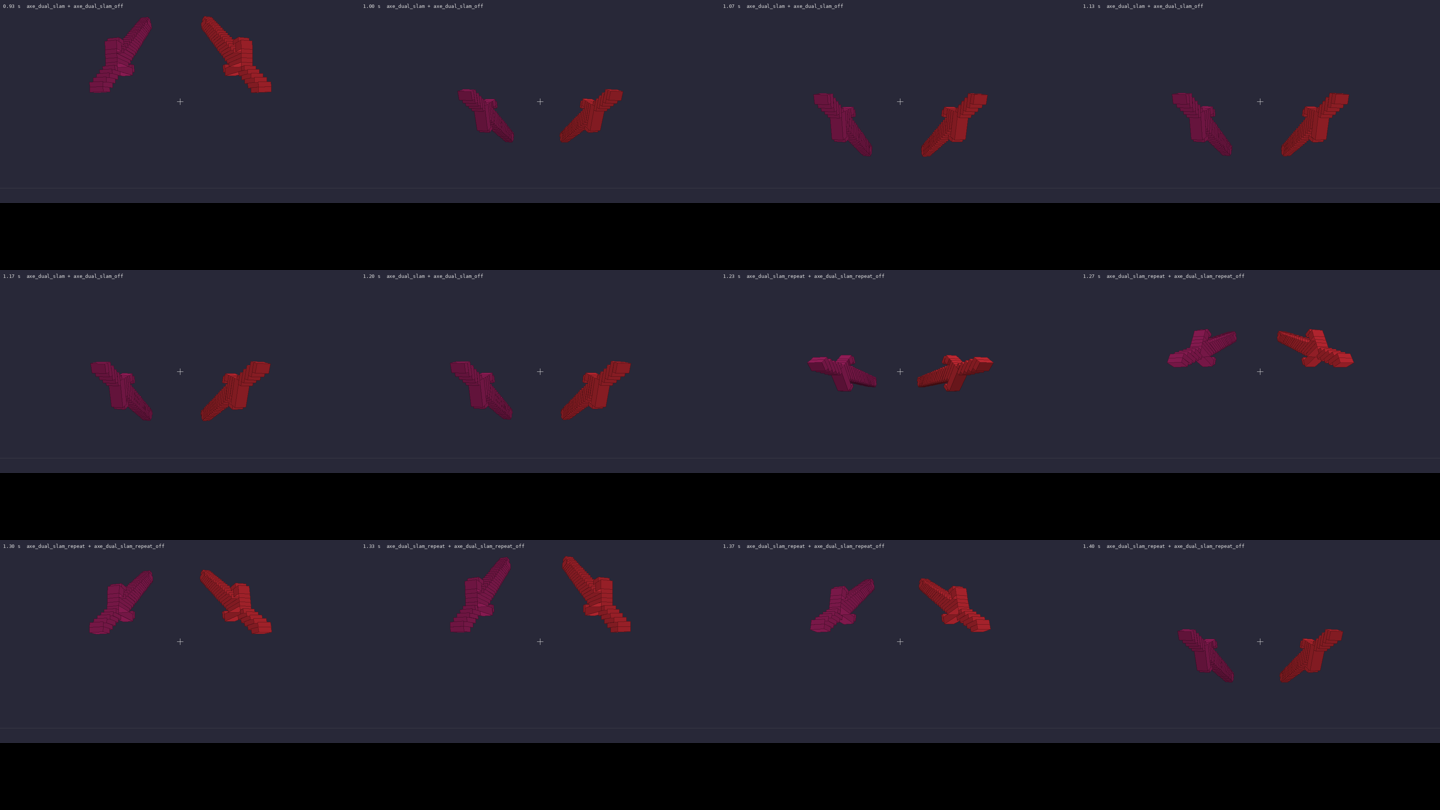 0.93 s axe_dual_slam + axe_dual_slam_off
1.00 s axe_dual_slam + axe_dual_slam_off
1.07 s axe_dual_slam + axe_dual_slam_off
1.13 s axe_dual_slam + axe_dual_slam_off
1.17 s axe_dual_slam + axe_dual_slam_off
1.20 s axe_dual_slam + axe_dual_slam_off
1.23 s axe_dual_slam_repeat + axe_dual_slam_repeat_off
1.27 s axe_dual_slam_repeat + axe_dual_slam_repeat_off
1.30 s axe_dual_slam_repeat + axe_dual_slam_repeat_off
1.33 s axe_dual_slam_repeat + axe_dual_slam_repeat_off
1.37 s axe_dual_slam_repeat + axe_dual_slam_repeat_off
1.40 s axe_dual_slam_repeat + axe_dual_slam_repeat_off